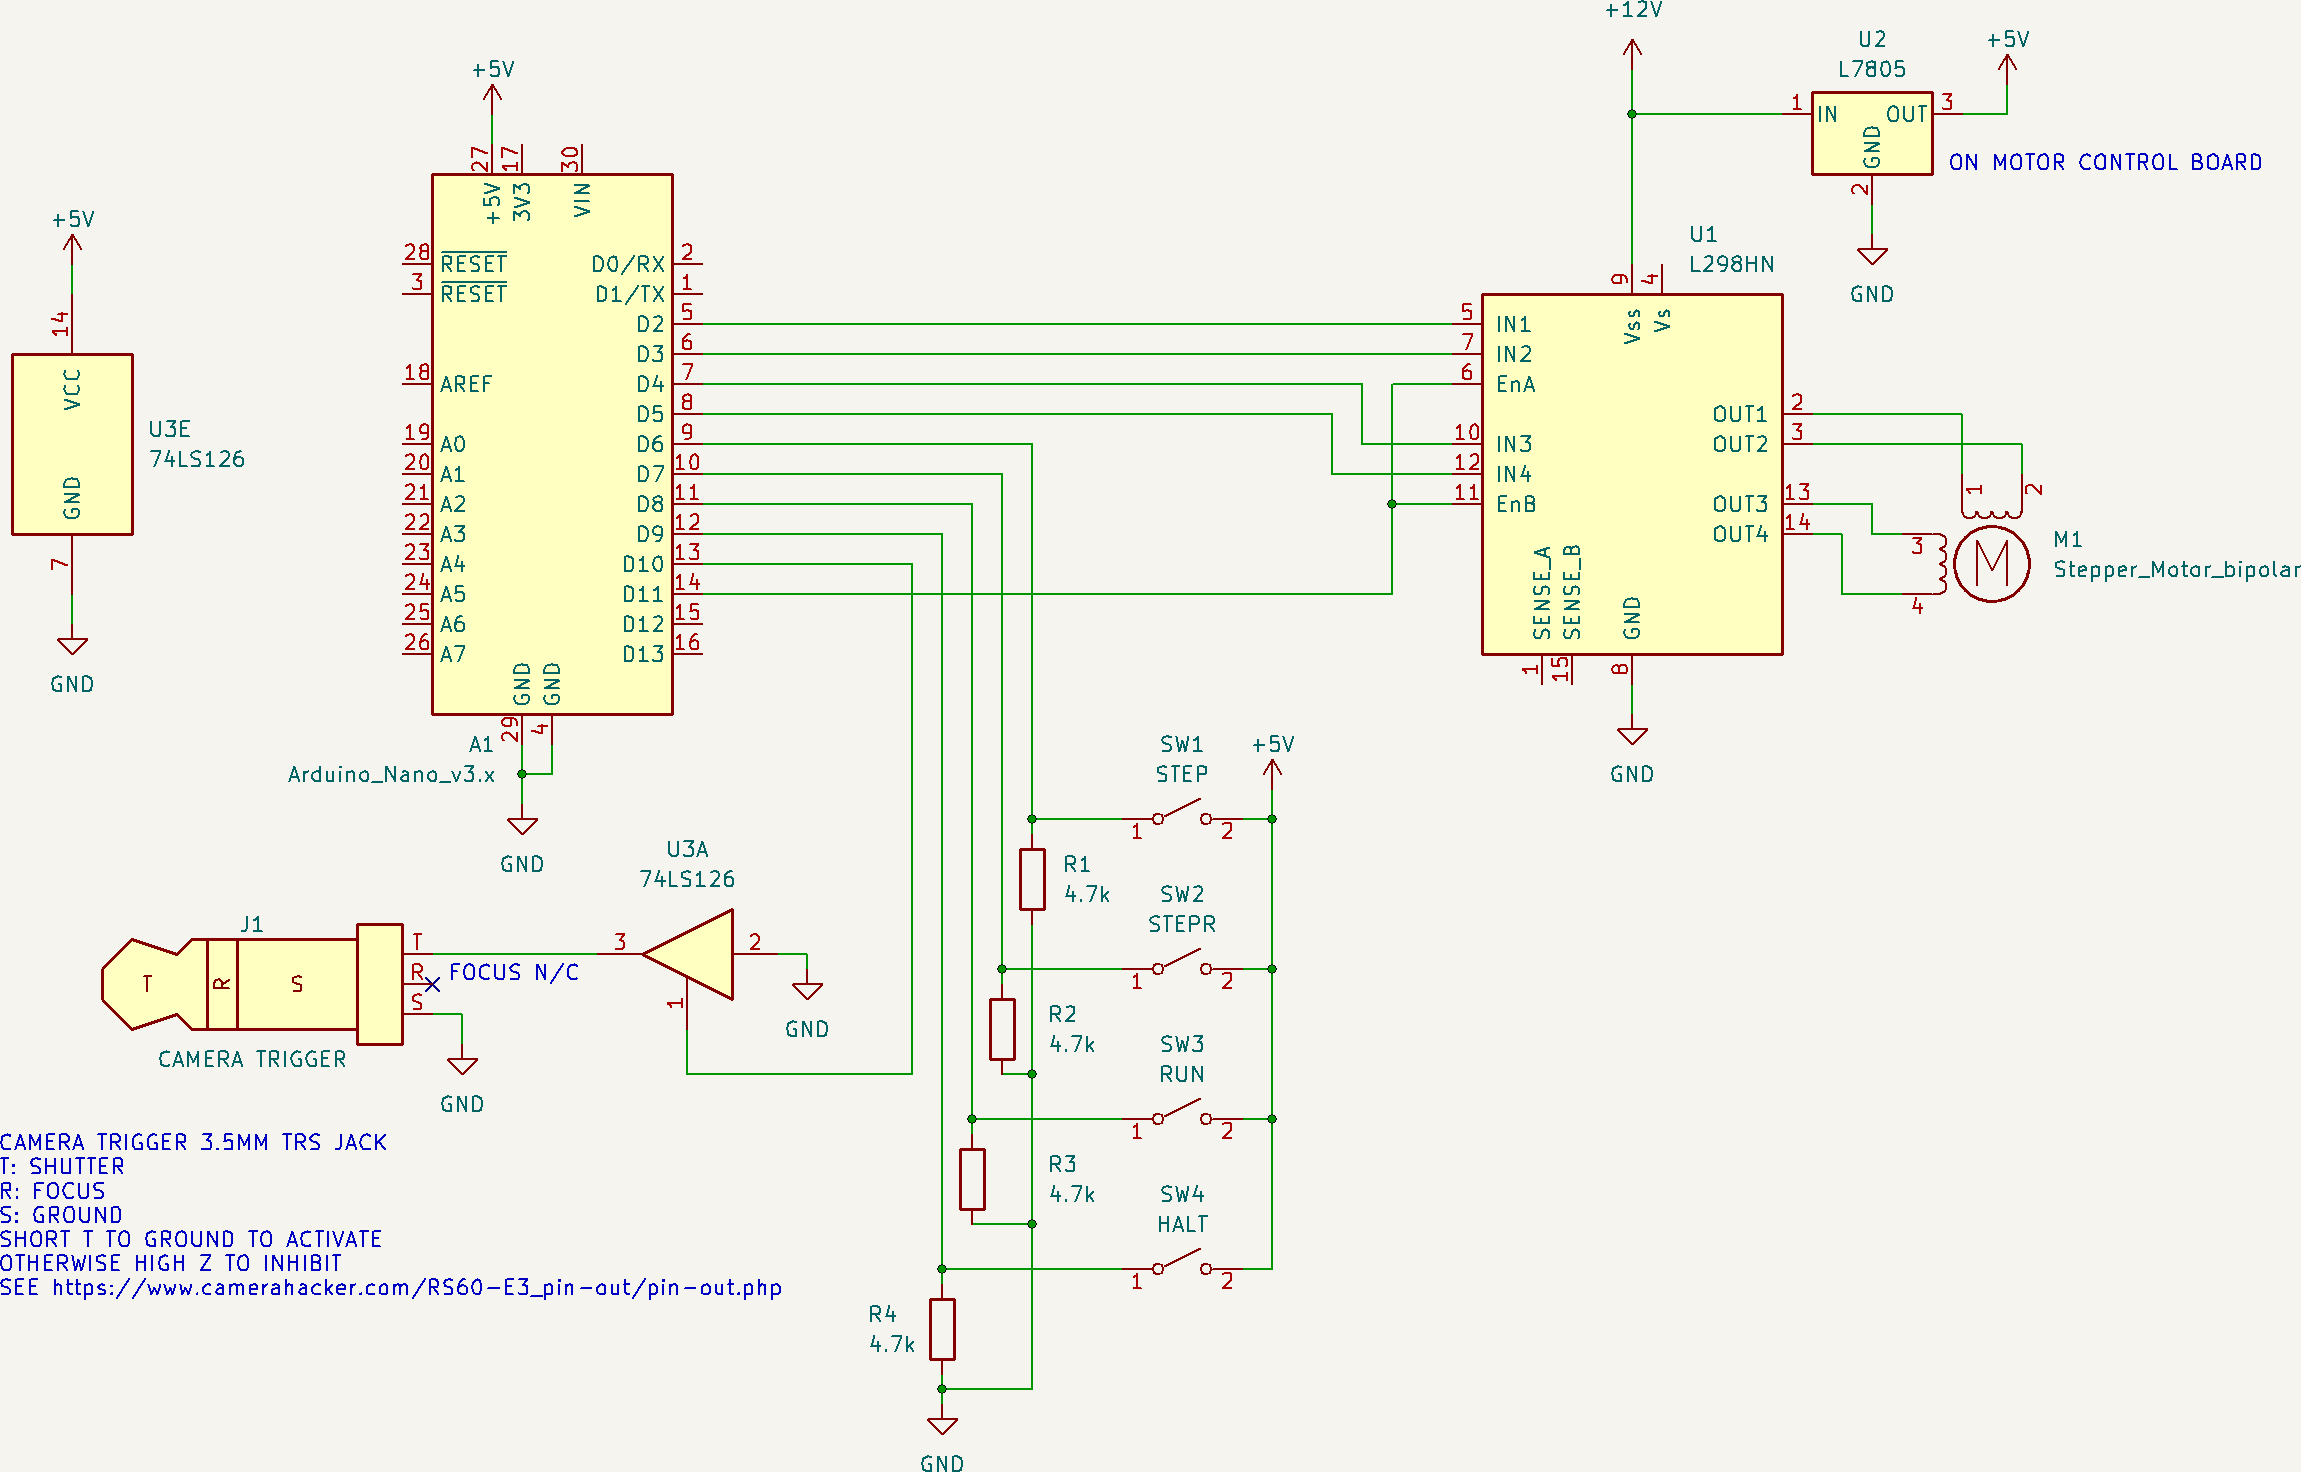 +12V
U2
L7805
+5V
1
IN
OUT
3
GND
2
ON MOTOR CONTROL BOARD
GND
+5V
27
17
30
+5V
3V3
VIN
28
RESET
3
RESET
18
AREF
19
A0
20
A1
21
A2
22
A3
23
A4
24
A5
25
A6
26
A7
D0/RX
2
D1/TX
1
D2
5
D3
6
D4
7
D5
8
D6
9
D7
10
D8
11
D9
12
D10
13
D11
14
D12
15
D13
16
GND
GND
29
4
A1
Arduino_Nano_v3.x
GND
+5V
14
VCC
GND
U3E
74LS126
7
GND
U1
L298HN
9
4
Vss
Vs
5
IN1
7
IN2
6
EnA
10
IN3
12
IN4
11
EnB
OUT1
2
OUT2
3
OUT3
13
OUT4
14
SENSE_A
SENSE_B
GND
1
15
8
GND
1
2
3
4
M
M1
Stepper_Motor_bipolar
SW1
STEP
+5V
1
2
R1
4.7k
SW2
STEPR
1
2
R2
4.7k
SW3
RUN
1
2
R3
4.7k
SW4
HALT
1
2
R4
4.7k
GND
U3A
74LS126
3
2
1
GND
J1
T
R
S
T
R
S
FOCUS N/C
CAMERA TRIGGER
GND
CAMERA TRIGGER 3.5MM TRS JACK
T: SHUTTER
R: FOCUS
S: GROUND
SHORT T TO GROUND TO ACTIVATE
OTHERWISE HIGH Z TO INHIBIT
SEE https://www.camerahacker.com/RS60-E3_pin-out/pin-out.php